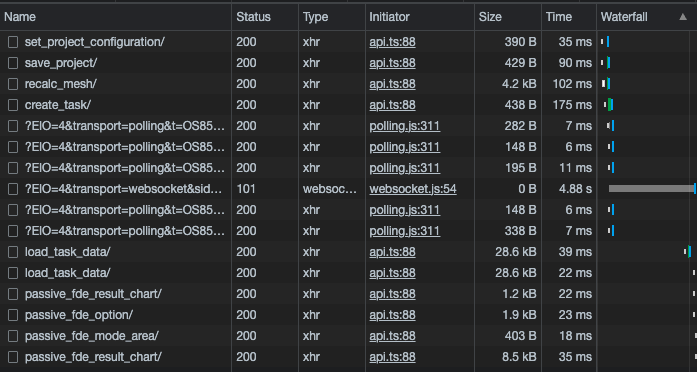 Name Status Type Initiator Size Time Waterfall
set_project_configuration/ 200 xhr api.ts:88 390 B 35 ms
save_project/ 200 xhr api.ts:88 429 B 90 ms
recalc_mesh/ 200 xhr api.ts:88 4.2 kB 102 ms
create_task/ 200 xhr api.ts:88 438 B 175 ms
?EIO=4&transport=polling&t=OS85... 200 xhr polling.js:311 282 B 7 ms
?EIO=4&transport=polling&t=OS85... 200 xhr polling.js:311 148 B 6 ms
?EIO=4&transport=polling&t=OS85... 200 xhr polling.js:311 195 B 11 ms
?EIO=4&transport=websocket&sid... 101 websoc... websocket.js:54 0 B 4.88 s
?EIO=4&transport=polling&t=OS85... 200 xhr polling.js:311 148 B 6 ms
?EIO=4&transport=polling&t=OS85... 200 xhr polling.js:311 338 B 7 ms
load_task_data/ 200 xhr api.ts:88 28.6 kB 39 ms
load_task_data/ 200 xhr api.ts:88 28.6 kB 22 ms
passive_fde_result_chart/ 200 xhr api.ts:88 1.2 kB 22 ms
passive_fde_option/ 200 xhr api.ts:88 1.9 kB 23 ms
passive_fde_mode_area/ 200 xhr api.ts:88 403 B 18 ms
passive_fde_result_chart/ 200 xhr api.ts:88 8.5 kB 35 ms